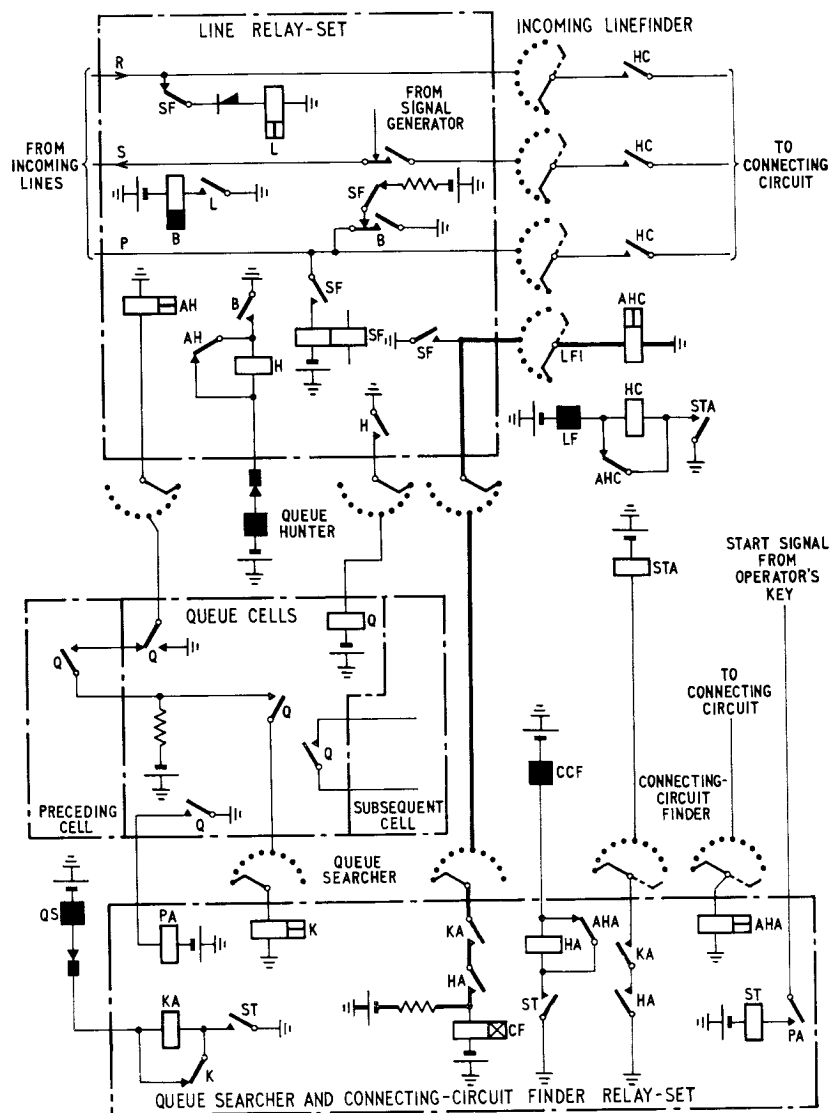 LINE RELAY-SET
INCOMING LINEFINDER
R
HC
SF
L
FROM
SIGNAL
GENERATOR
FROM
INCOMING
LINES
S
HC
TO
CONNECTING
CIRCUIT
L
B
SF
B
P
HC
AH
B
SF
AHC
AH
H
SF
SF
LF1
H
LF
HC
STA
AHC
QUEUE
HUNTER
STA
START SIGNAL
FROM
OPERATOR'S
KEY
QUEUE CELLS
Q
Q
Q
Q
TO
CONNECTING
CIRCUIT
Q
CCF
CONNECTING-
CIRCUIT
FINDER
PRECEDING
CELL
Q
SUBSEQUENT
CELL
QUEUE
SEARCHER
QS
PA
K
KA
HA
AHA
KA
AHA
KA
ST
HA
ST
HA
ST
PA
K
CF
QUEUE SEARCHER AND CONNECTING-CIRCUIT FINDER RELAY-SET